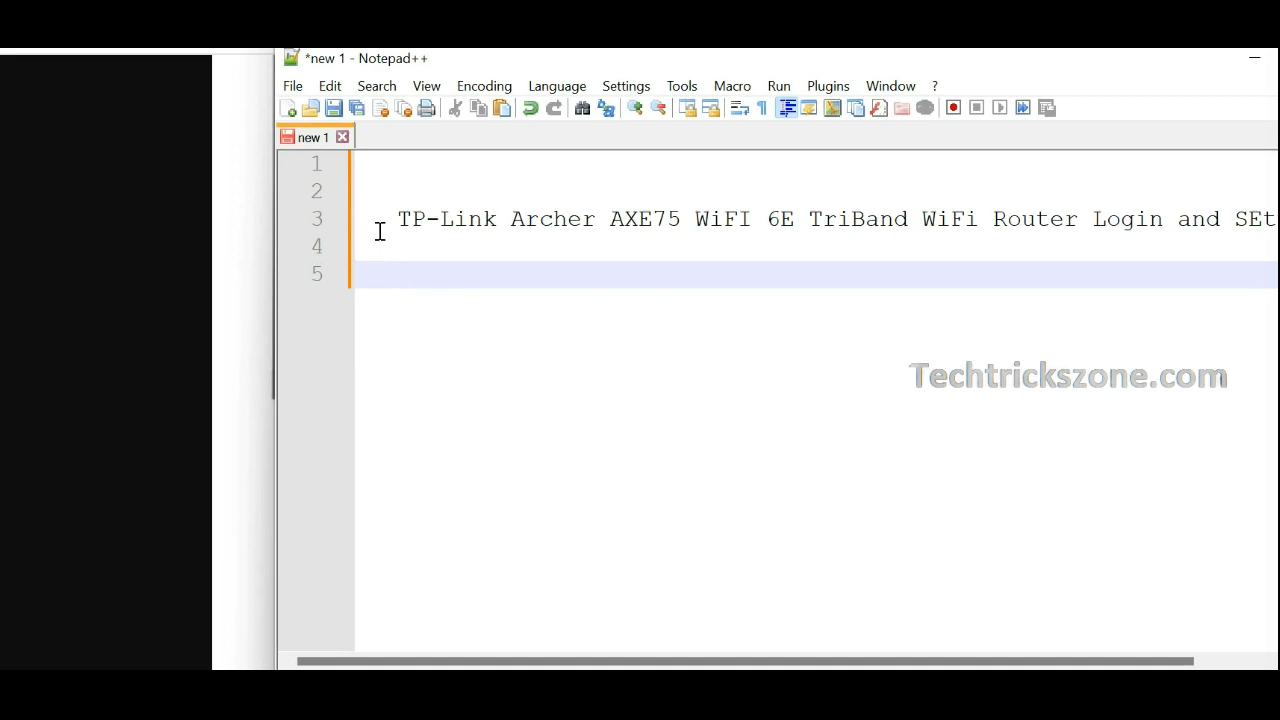 *new 1 - Notepad++
File Edit Search View Encoding Language Settings Tools Macro Run Plugins Window ?
new 1
1
2
3 TP-Link Archer AXE75 WiFI 6E TriBand WiFi Router Login and SEt
4
5
Techtrickszone.com